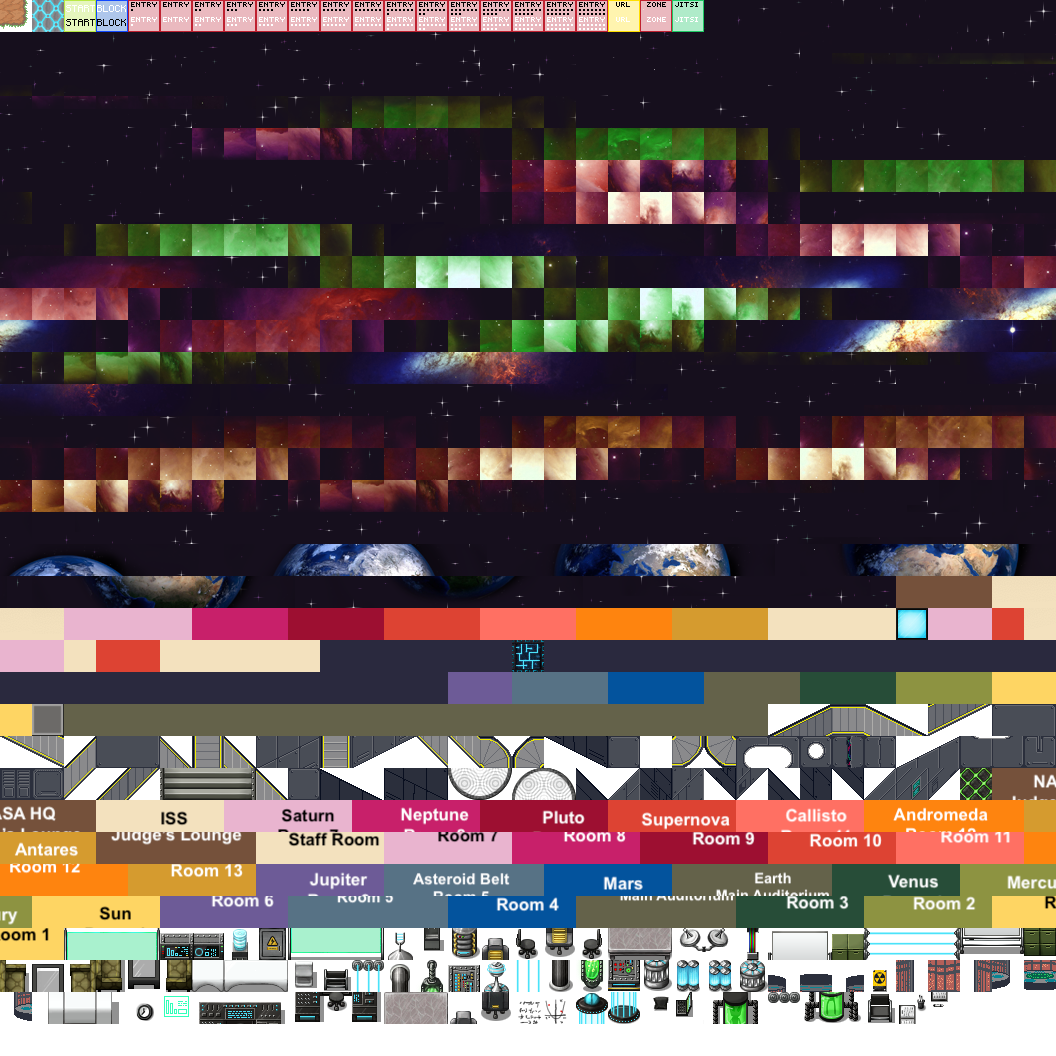 START BLOCK ENTRY ENTRY ENTRY ENTRY ENTRY ENTRY ENTRY ENTRY ENTRY ENTRY ENTRY ENTRY ENTRY ENTRY ENTRY URL ZONE JITSI
START BLOCK ENTRY ENTRY ENTRY ENTRY ENTRY ENTRY ENTRY ENTRY ENTRY ENTRY ENTRY ENTRY ENTRY ENTRY ENTRY URL ZONE JITSI
NA
ASA HQ ISS Saturn Neptune Pluto Supernova Callisto Andromeda
's Lounge
Antares Judge's Lounge Staff Room Room 7 Room 8 Room 9 Room 10 Room 11
Room 12 Room 13 Jupiter Asteroid Belt Mars Earth Venus Mercu
Room 5 Main Auditorium
ry Sun Room 6 Room 5 Room 4 Main Auditorium Room 3 Room 2 R
oom 1